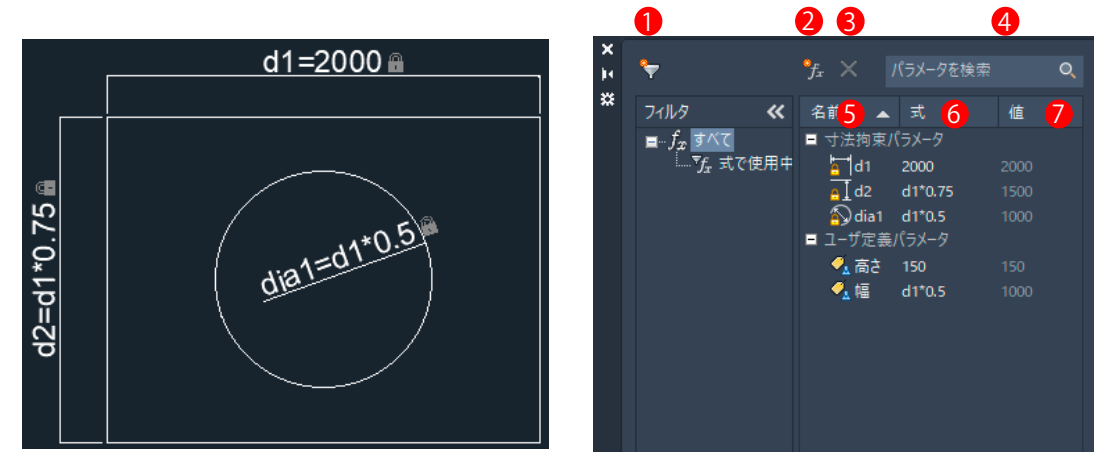 d1=2000
d2=d1*0.75
dia1=d1*0.5
1 2 3 4
パラメータを検索
フィルタ
すべて
式で使用中
名前 5 式 6 値 7
寸法拘束パラメータ
d1 2000 2000
d2 d1*0.75 1500
dia1 d1*0.5 1000
ユーザ定義パラメータ
高さ 150 150
幅 d1*0.5 1000